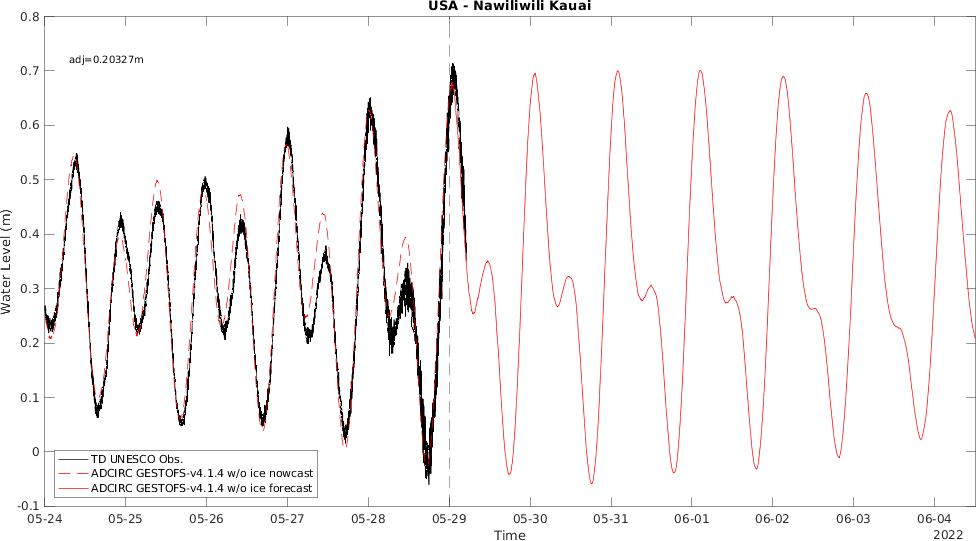 USA - Nawiliwili Kauai
0.8
0.7
0.6
0.5
0.4
0.3
0.2
0.1
0
-0.1
Water Level (m)
adj=0.20327m
TD UNESCO Obs.
ADCIRC GESTOFS-v4.1.4 w/o ice nowcast
ADCIRC GESTOFS-v4.1.4 w/o ice forecast
05-24 05-25 05-26 05-27 05-28 05-29 05-30 05-31 06-01 06-02 06-03 06-04
Time
2022